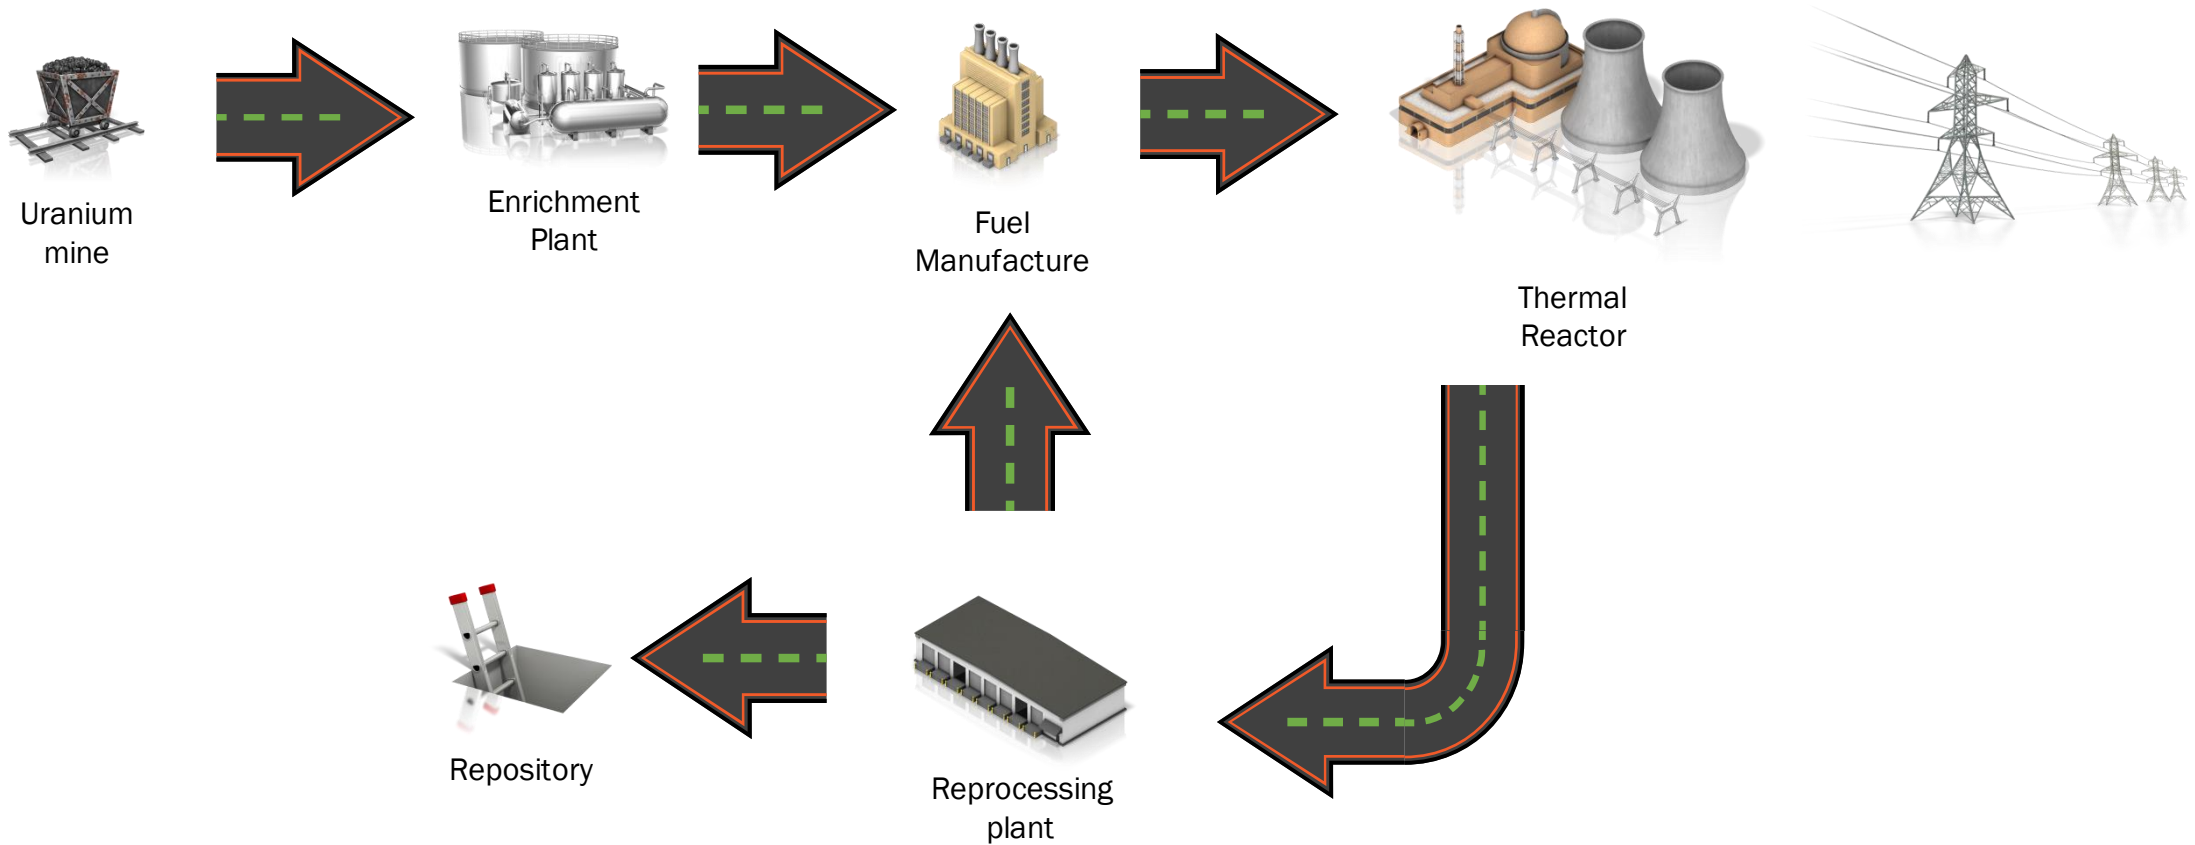 Uranium
mine
Enrichment
Plant
Fuel
Manufacture
Thermal
Reactor
Repository
Reprocessing
plant